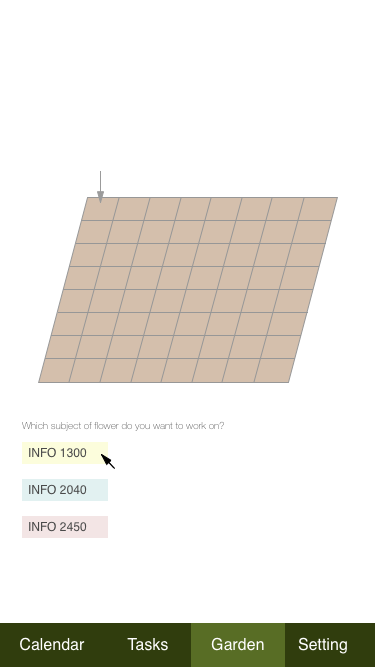 Which subject of flower do you want to work on?
INFO 1300
INFO 2040
INFO 2450
Calendar Tasks Garden Setting